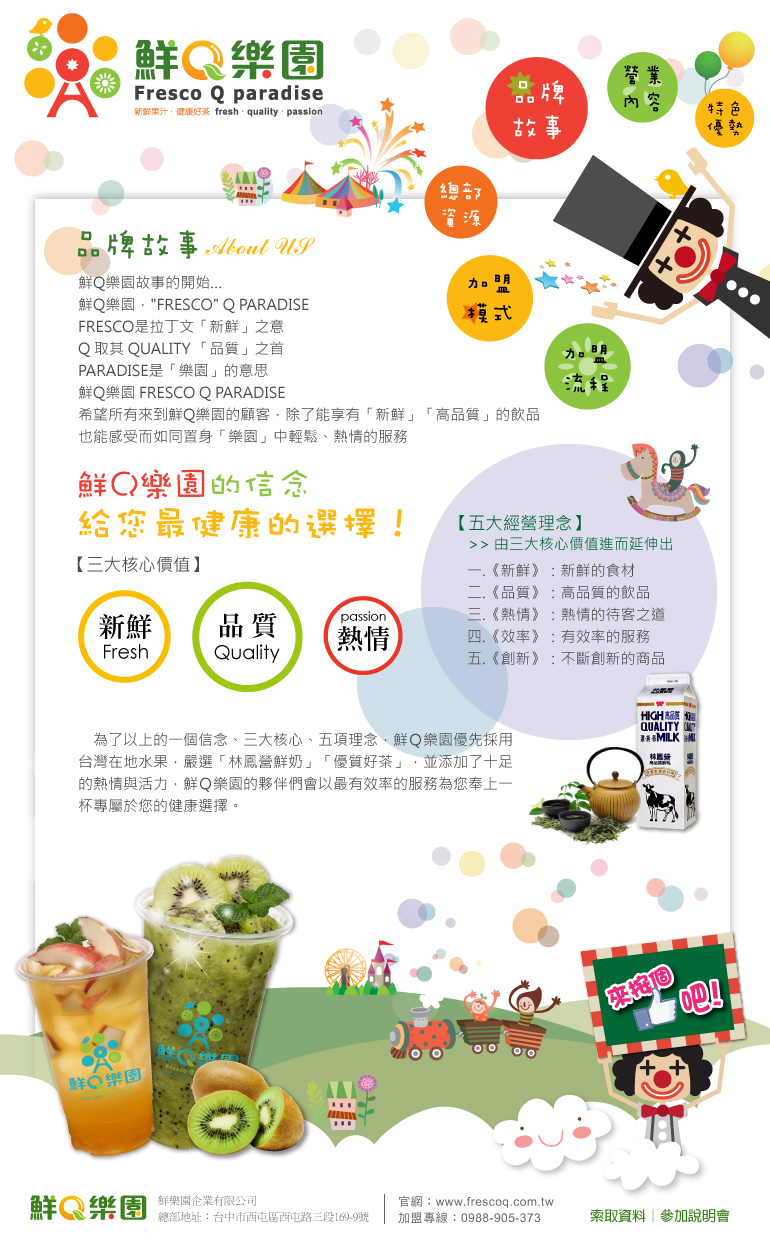 鮮Q樂園
Fresco Q paradise
新鮮果汁 · 健康好茶 fresh · quality · passion
品牌
故事
營業
內容
特色
優勢
總部
資源
加盟
模式
加盟
流程
品牌故事 About US
鮮Q樂園故事的開始...
鮮Q樂園，"FRESCO" Q PARADISE
FRESCO是拉丁文「新鮮」之意
Q 取其 QUALITY 「品質」之首
PARADISE是「樂園」的意思
鮮Q樂園 FRESCO Q PARADISE
希望所有來到鮮Q樂園的顧客，除了能享有「新鮮」「高品質」的飲品
也能感受而如同置身「樂園」中輕鬆、熱情的服務
鮮Q樂園的信念
給您最健康的選擇！
【三大核心價值】
新鮮
Fresh
品質
Quality
passion
熱情
【五大經營理念】
>> 由三大核心價值進而延伸出
一.《新鮮》：新鮮的食材
二.《品質》：高品質的飲品
三.《熱情》：熱情的待客之道
四.《效率》：有效率的服務
五.《創新》：不斷創新的商品
為了以上的一個信念、三大核心、五項理念，鮮Q樂園優先採用
台灣在地水果，嚴選「林鳳營鮮奶」「優質好茶」，並添加了十足
的熱情與活力，鮮Q樂園的夥伴們會以最有效率的服務為您奉上一
杯專屬於您的健康選擇。
HIGH 高品質
QUALITY
MILK
林鳳營
鮮Q樂園
鮮Q樂園
來按個
吧！
鮮Q樂園
鮮樂園企業有限公司
總部地址：台中市西屯區西屯路三段169-9號
官網：www.frescoq.com.tw
加盟專線：0988-905-373
索取資料｜參加說明會